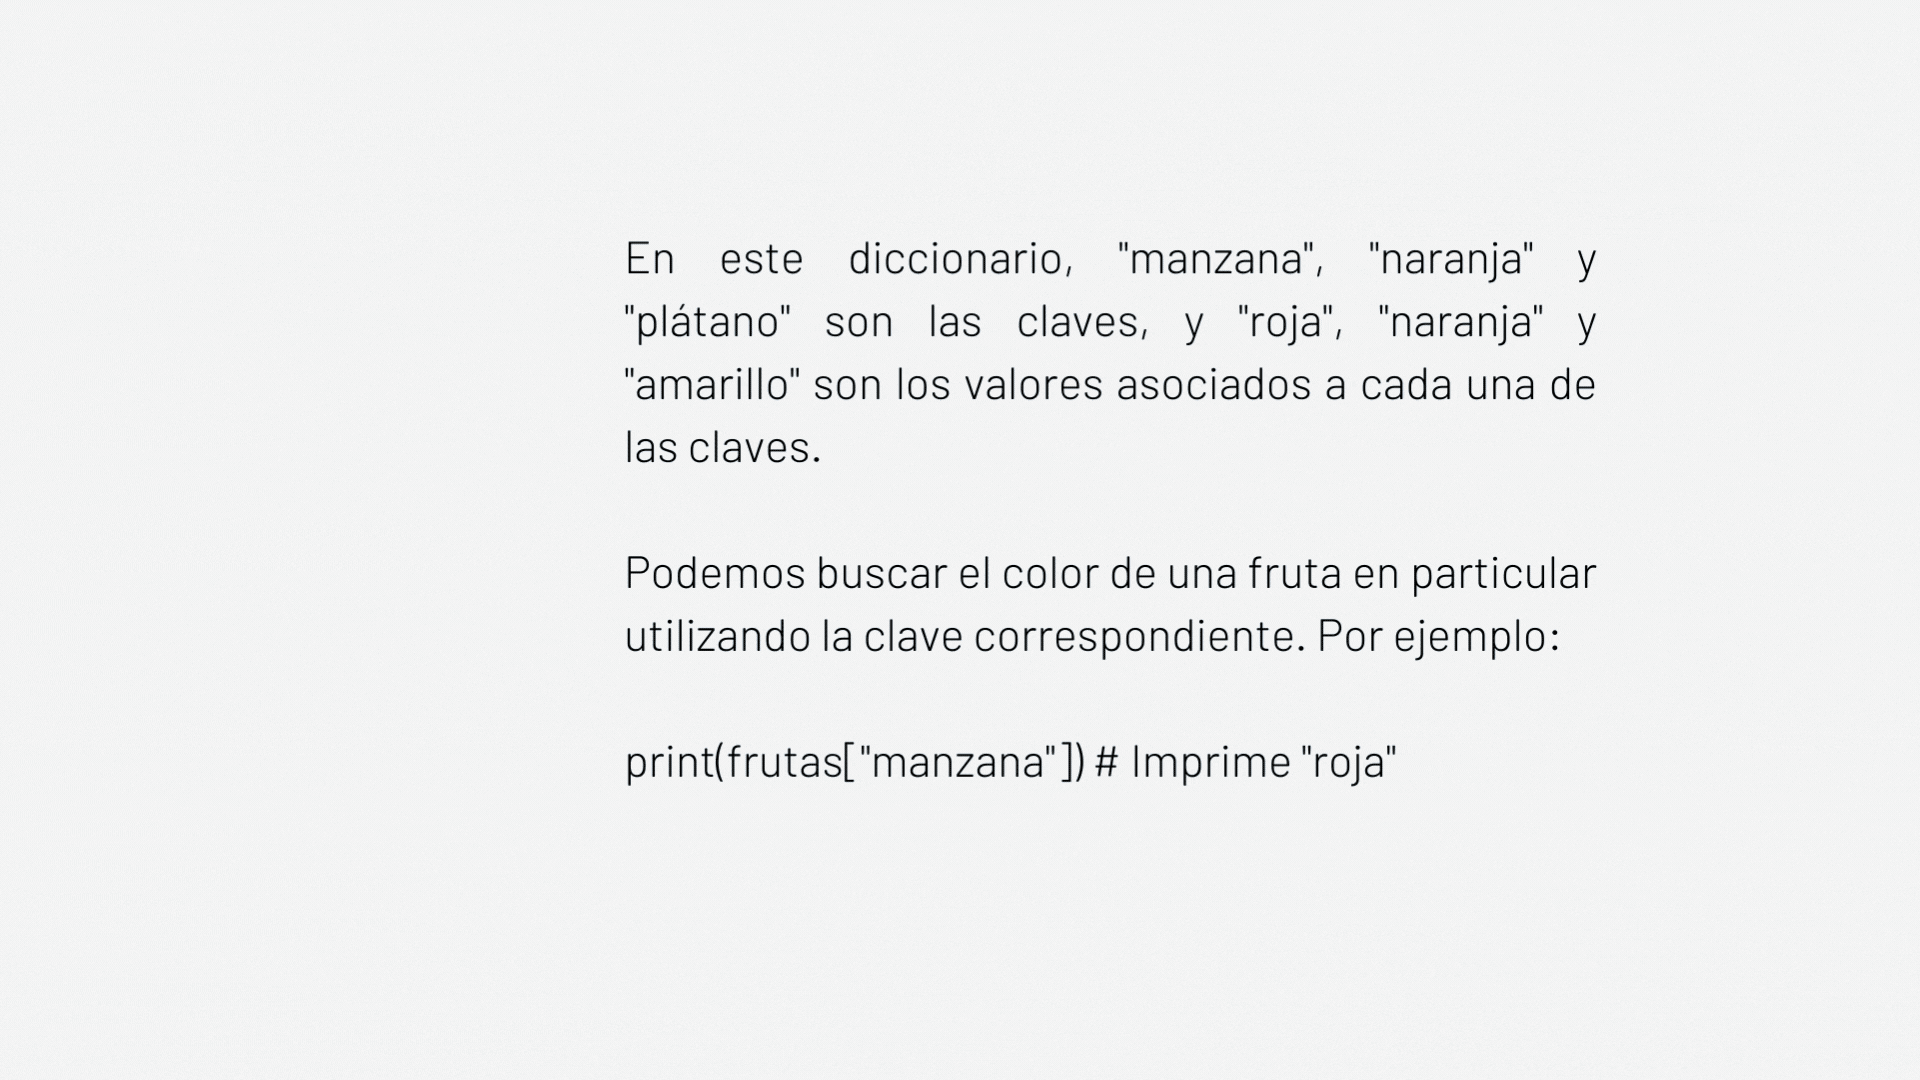 En este diccionario, "manzana", "naranja" y
"plátano" son las claves, y "roja", "naranja" y
"amarillo" son los valores asociados a cada una de
las claves.
Podemos buscar el color de una fruta en particular
utilizando la clave correspondiente. Por ejemplo:
print(frutas["manzana"]) # Imprime "roja"